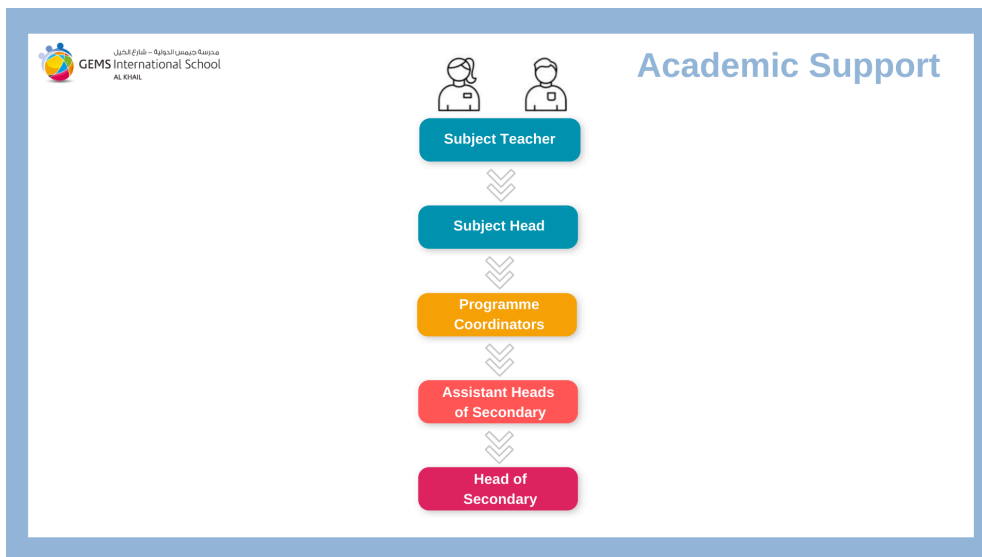 مدرسة جيمس الدولية – شارع الخيل
GEMS International School
AL KHAIL
Academic Support
Subject Teacher
Subject Head
Programme
Coordinators
Assistant Heads
of Secondary
Head of
Secondary